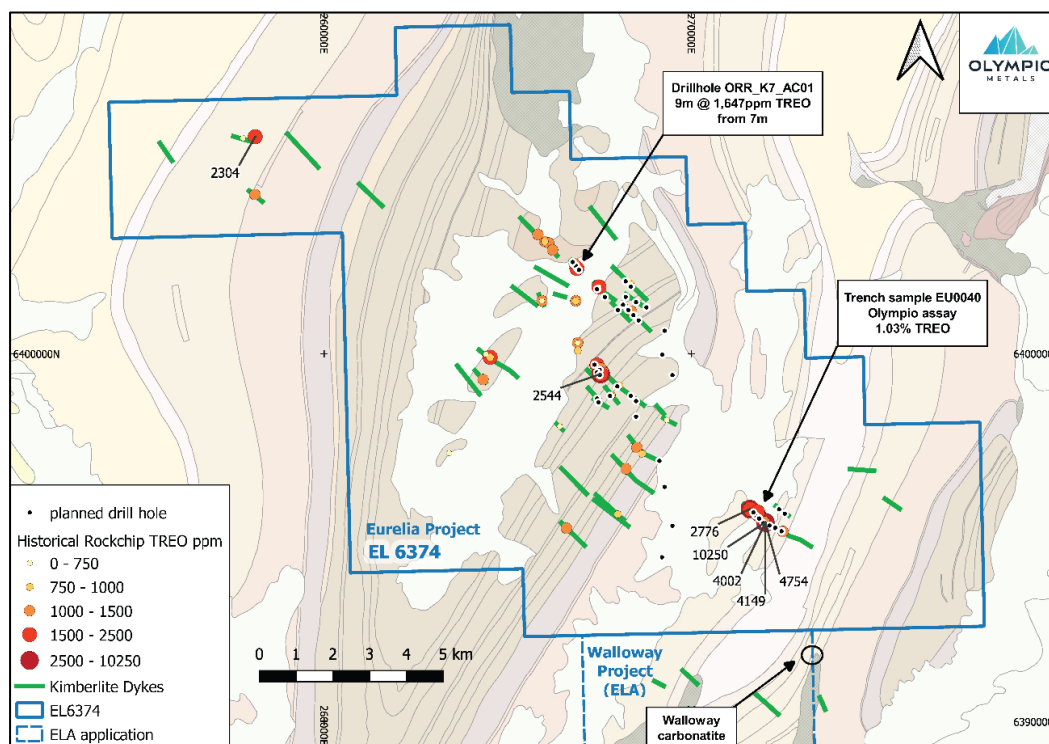 260000E
270000E
OLYMPIO
METALS
Drillhole ORR_K7_AC01
9m @ 1,647ppm TREO
from 7m
2304
Trench sample EU0040
Olympio assay
1.03% TREO
6400000N
6400000N
2544
planned drill hole
Historical Rockchip TREO ppm
0 - 750
750 - 1000
1000 - 1500
1500 - 2500
2500 - 10250
Kimberlite Dykes
EL6374
ELA application
Eurelia Project
EL 6374
2776
10250
4002
4754
4149
0 1 2 3 4 5 km
Walloway
Project
(ELA)
Walloway
carbonatite
268000E
6390000N